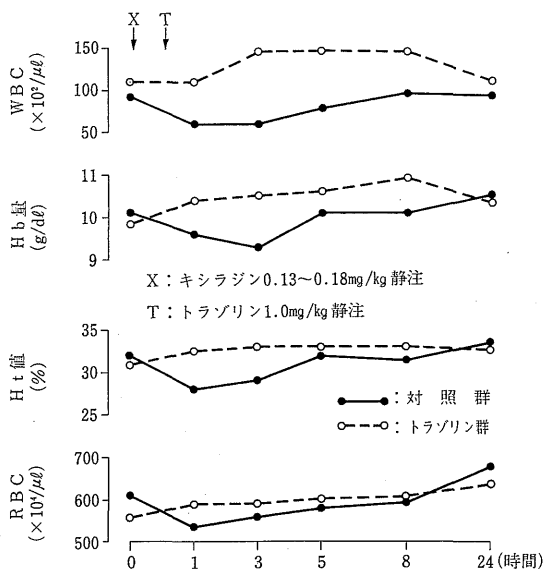 X T
WBC
(×10²/μl)
150
100
50
Hb量
(g/dl)
11
10
9
X：キシラジン0.13～0.18mg/kg静注
T：トラゾリン1.0mg/kg静注
Ht値
(%)
35
30
25
●：対照群
○：トラゾリン群
RBC
(×10⁴/μl)
700
600
500
0 1 3 5 8 24(時間)